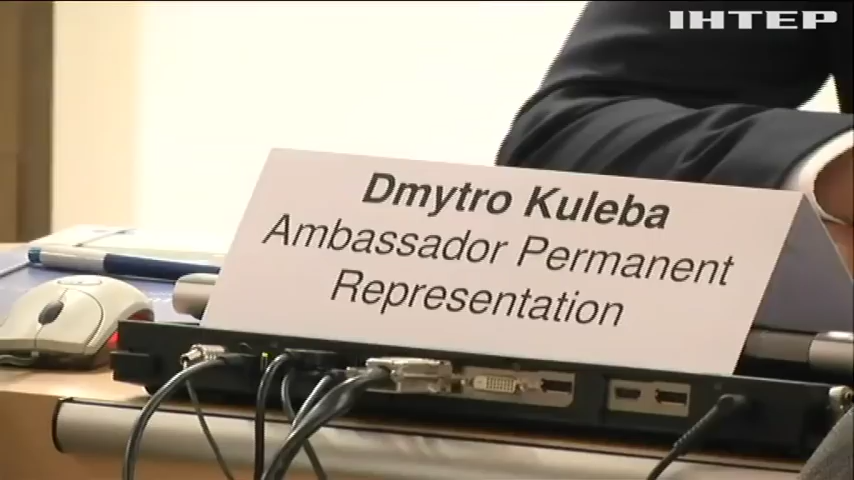 ІНТЕР
Dmytro Kuleba
Ambassador Permanent
Representation